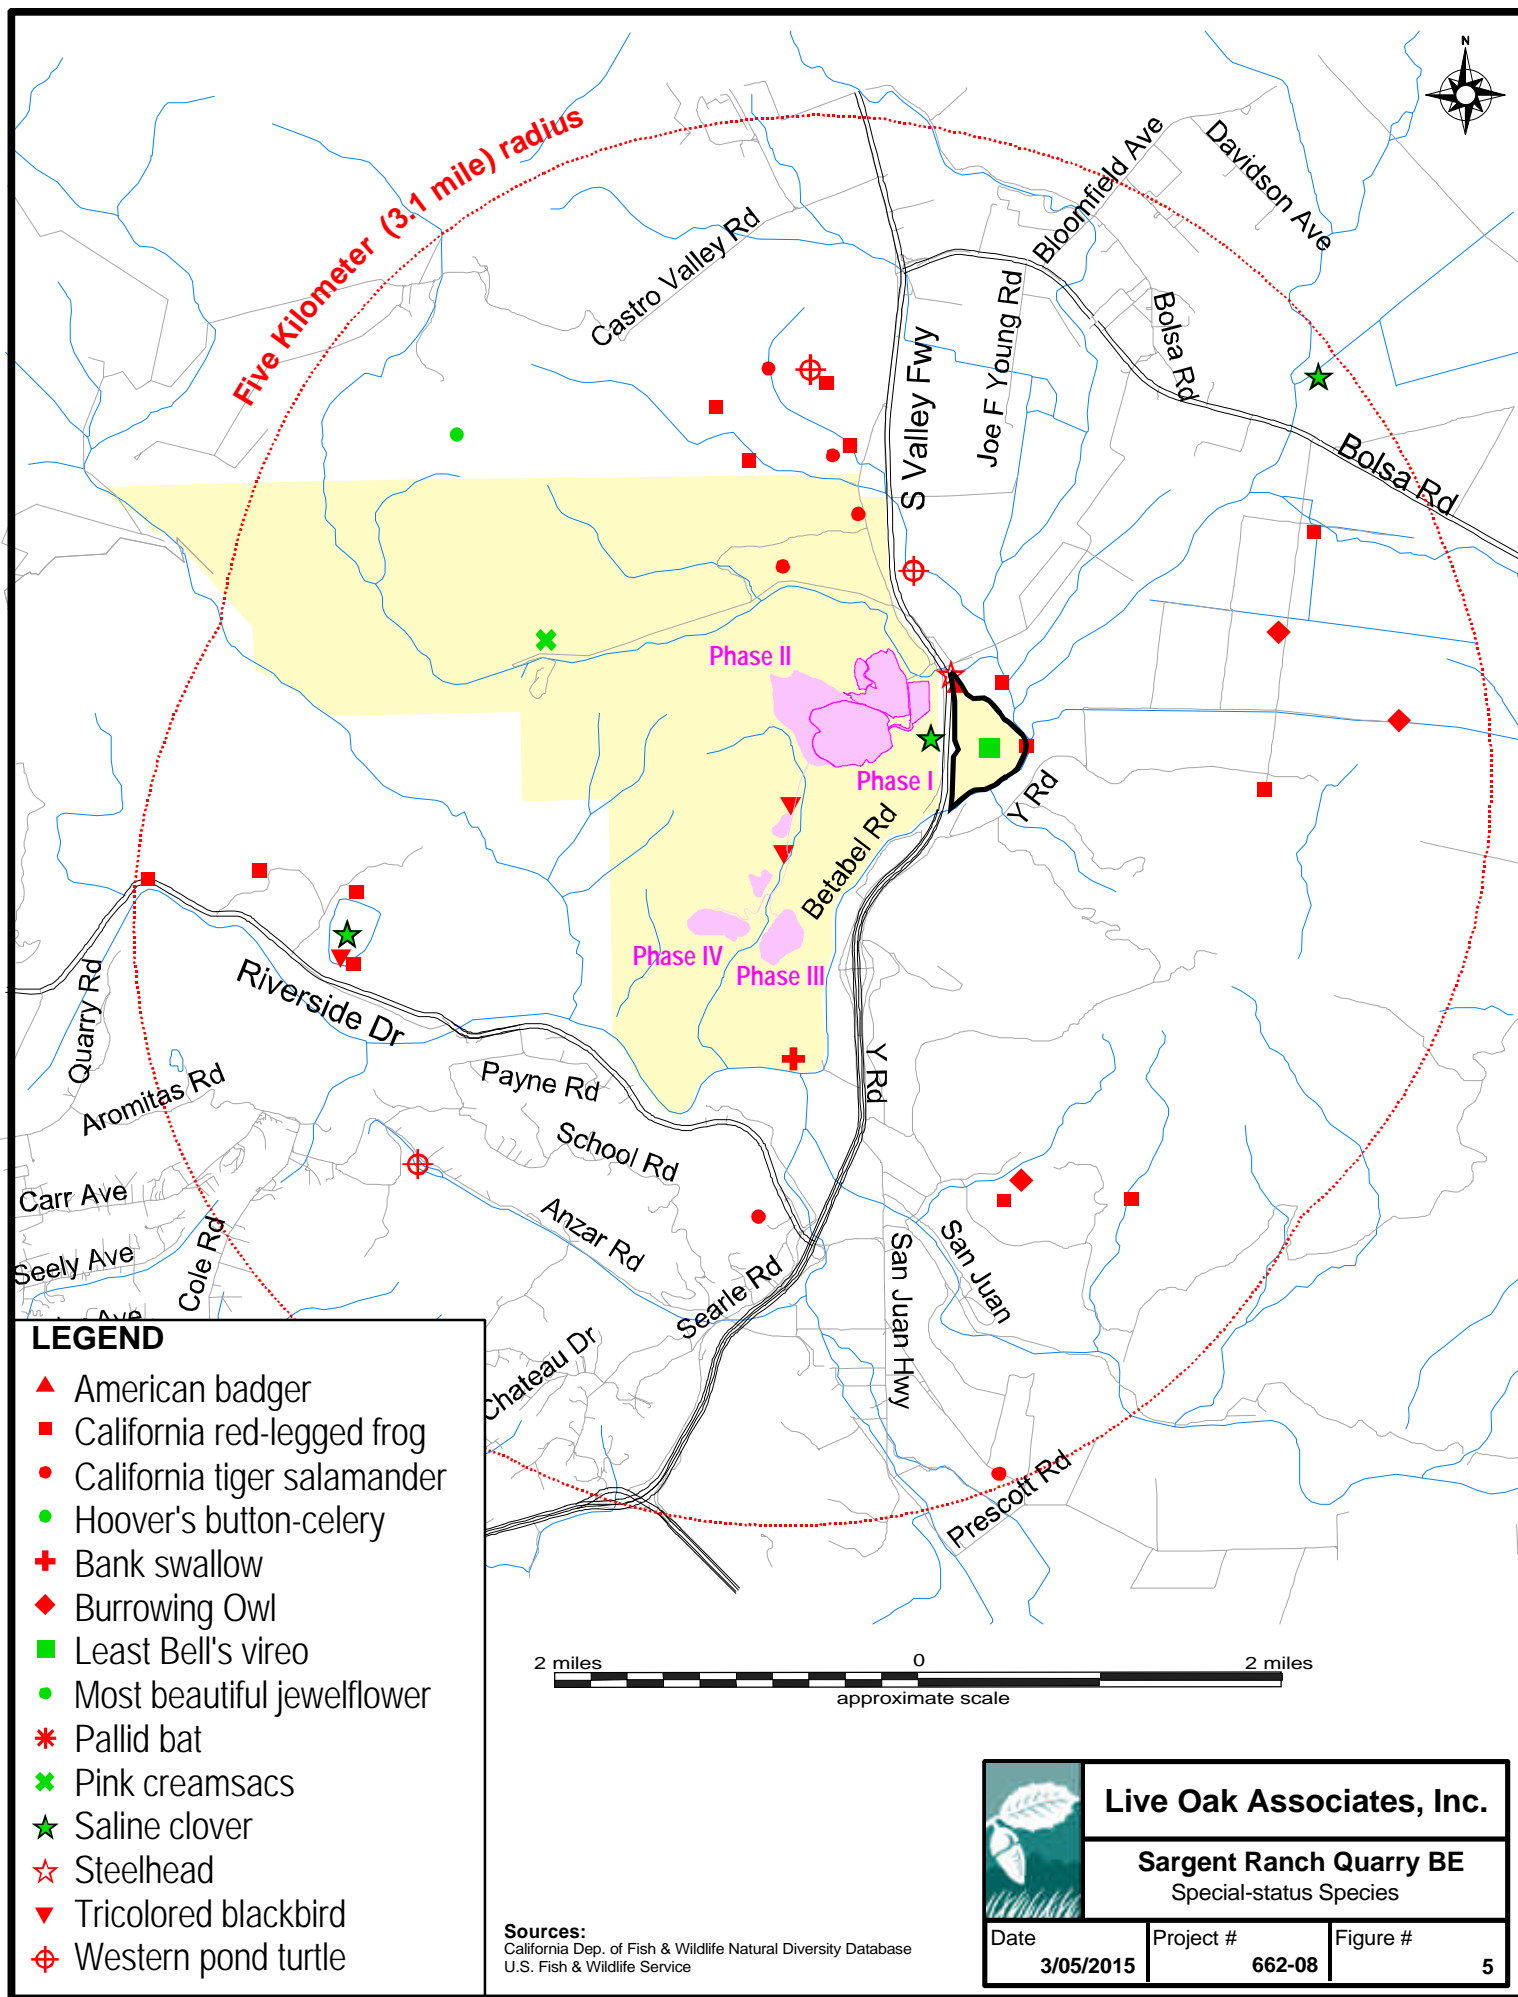 N
Five Kilometer (3.1 mile) radius
Castro Valley Rd
S Valley Fwy
Joe F Young Rd
Bloomfield Ave
Davidson Ave
Bolsa Rd
Bolsa Rd
Phase II
Phase I
Y Rd
Betabel Rd
Phase IV
Phase III
Riverside Dr
Quarry Rd
Aromitas Rd
Payne Rd
School Rd
Y Rd
Carr Ave
Seely Ave
Cole Rd
Ave
Anzar Rd
Searle Rd
San Juan Hwy
San Juan
Chateau Dr
Prescott Rd
LEGEND
American badger
California red-legged frog
California tiger salamander
Hoover's button-celery
Bank swallow
Burrowing Owl
Least Bell's vireo
Most beautiful jewelflower
Pallid bat
Pink creamsacs
Saline clover
Steelhead
Tricolored blackbird
Western pond turtle
2 miles 0 2 miles
approximate scale
Sources:
California Dep. of Fish & Wildlife Natural Diversity Database
U.S. Fish & Wildlife Service
Live Oak Associates, Inc.
Sargent Ranch Quarry BE
Special-status Species
Date Project # Figure #
3/05/2015 662-08 5